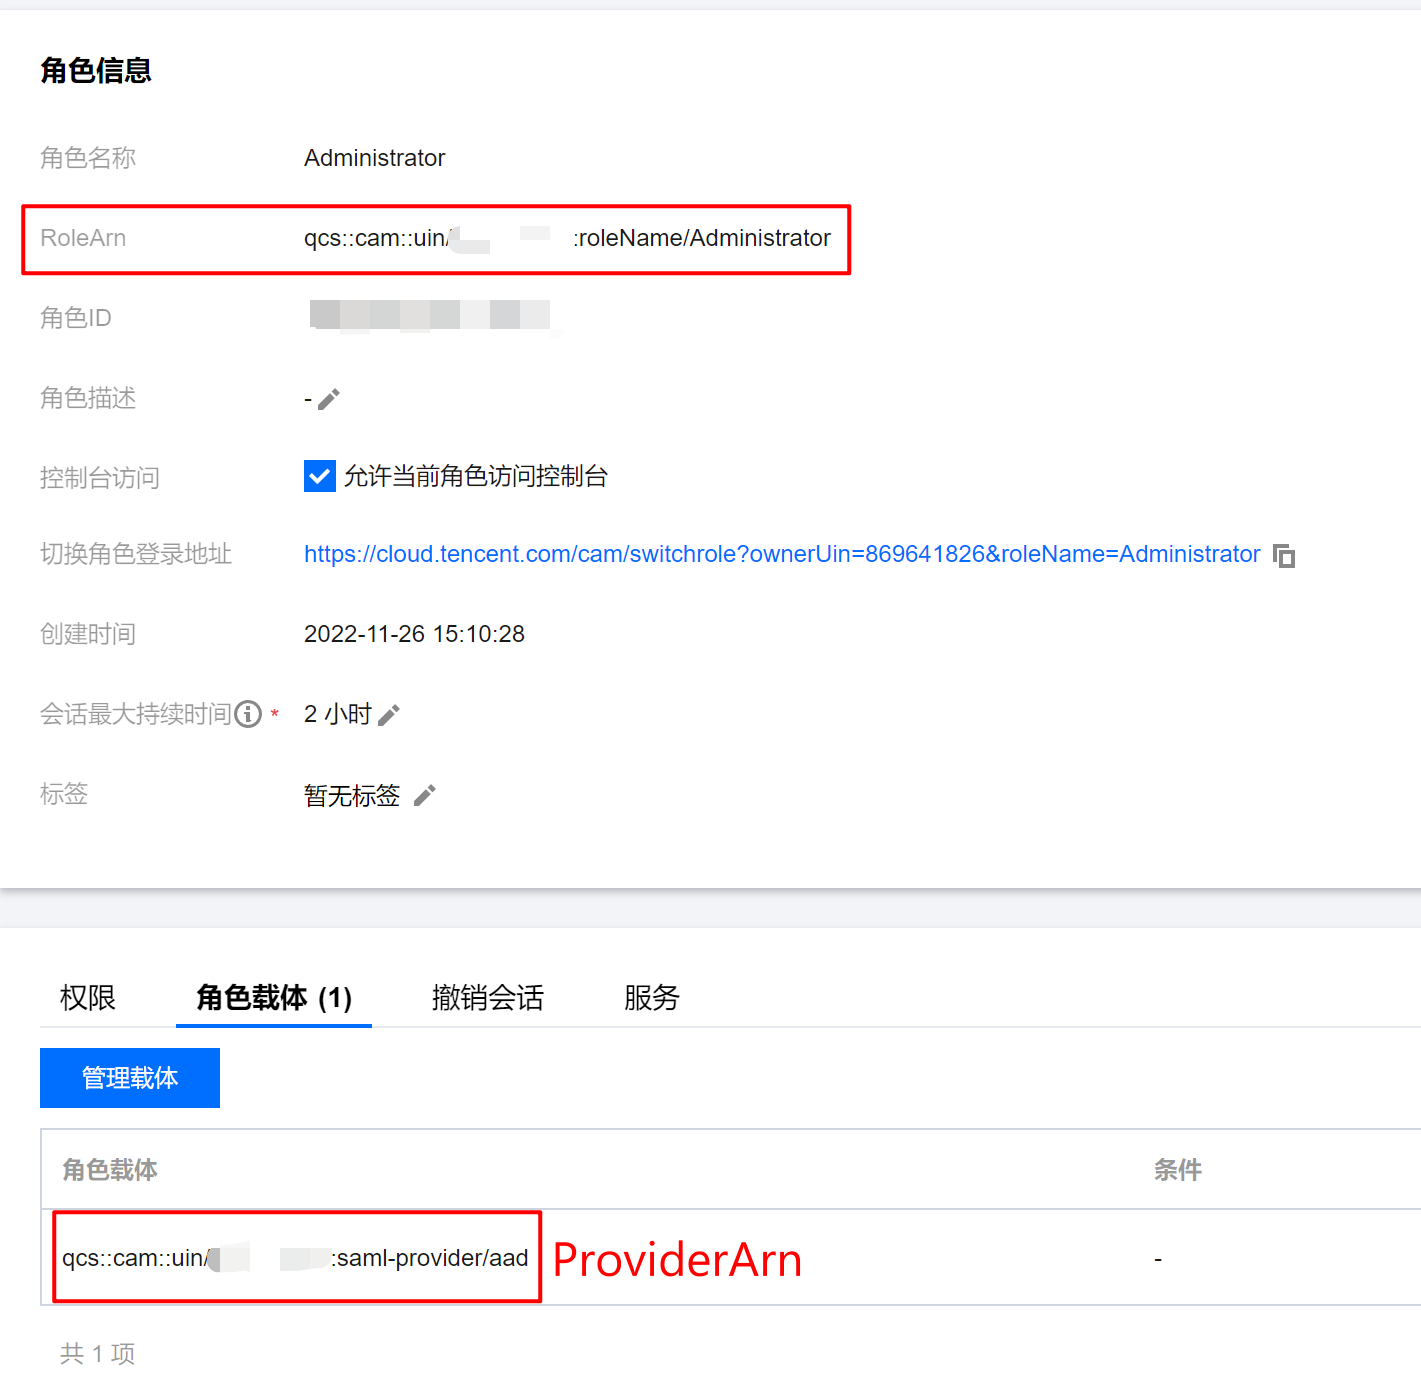 角色信息
角色名称 Administrator
RoleArn qcs::cam::uin/ :roleName/Administrator
角色ID
角色描述 -
控制台访问 允许当前角色访问控制台
切换角色登录地址 https://cloud.tencent.com/cam/switchrole?ownerUin=869641826&roleName=Administrator
创建时间 2022-11-26 15:10:28
会话最大持续时间 * 2 小时
标签 暂无标签
权限 角色载体 (1) 撤销会话 服务
管理载体
角色载体 条件
qcs::cam::uin/ :saml-provider/aad ProviderArn -
共 1 项